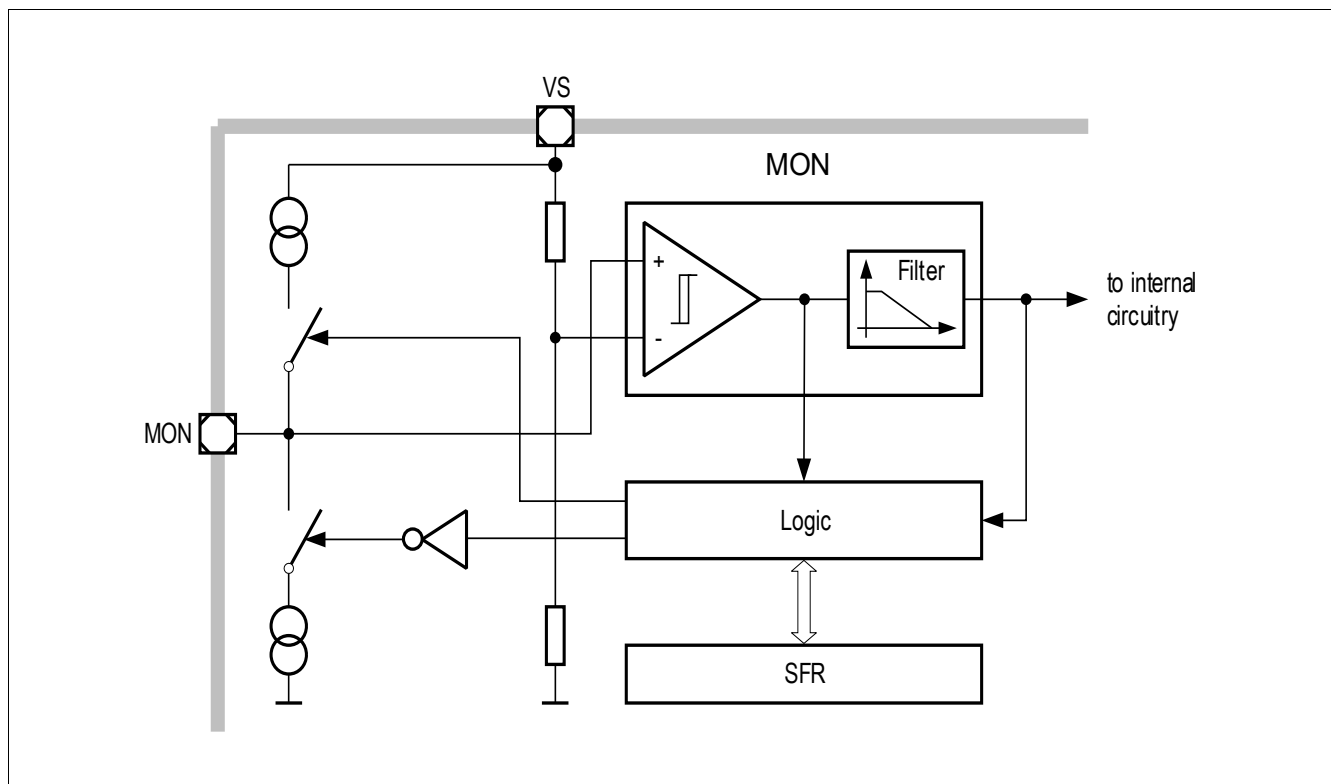 VS
MON
+
-
Filter
to internal
circuitry
MON
Logic
SFR